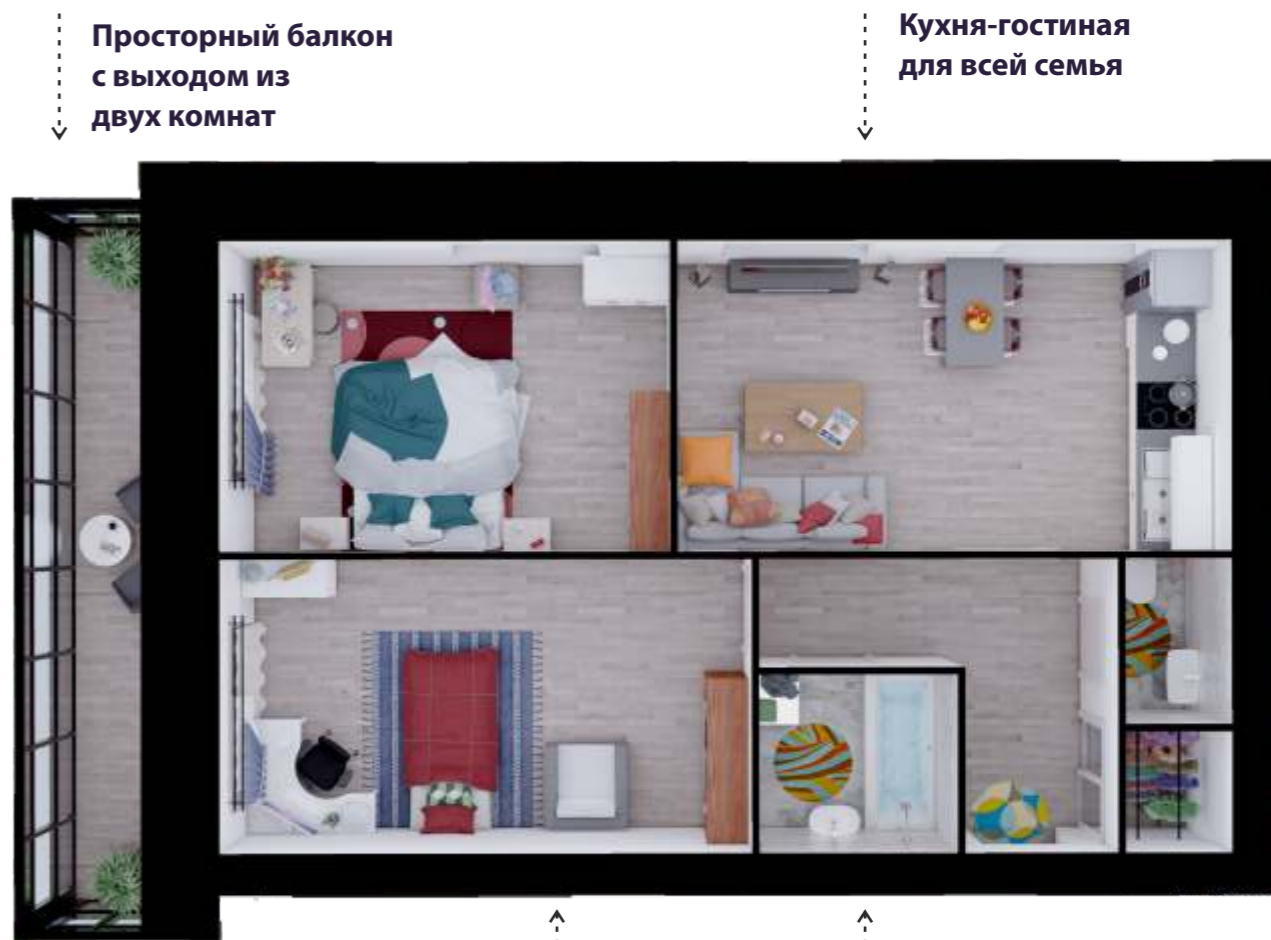 Просторный балкон
с выходом из
двух комнат
Кухня-гостиная
для всей семья